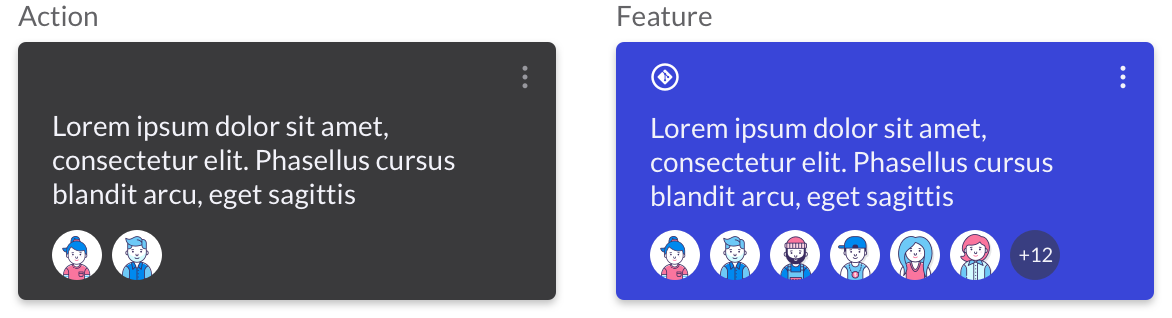 Action
Lorem ipsum dolor sit amet,
consectetur elit. Phasellus cursus
blandit arcu, eget sagittis
Feature
Lorem ipsum dolor sit amet,
consectetur elit. Phasellus cursus
blandit arcu, eget sagittis
+12